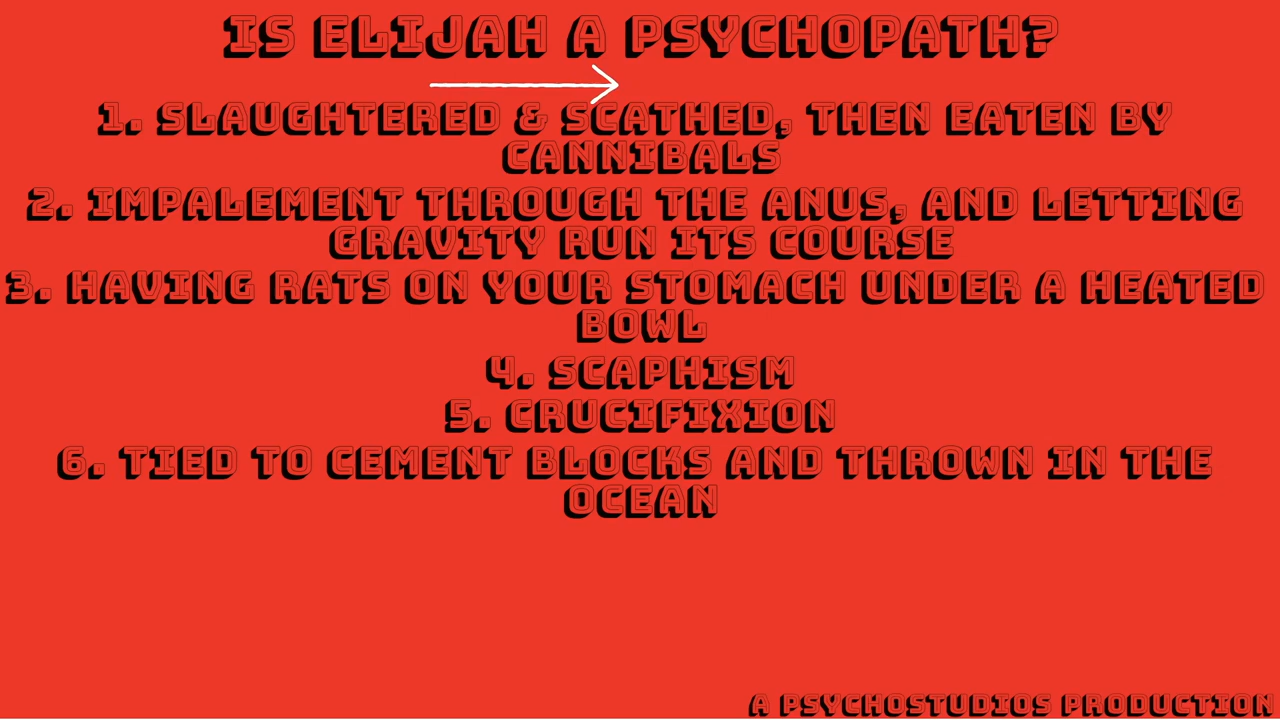 IS ELIJAH A PSYCHOPATH?
1. SLAUGHTERED & SCATHED, THEN EATEN BY
CANNIBALS
2. IMPALEMENT THROUGH THE ANUS, AND LETTING
GRAVITY RUN ITS COURSE
3. HAVING RATS ON YOUR STOMACH UNDER A HEATED
BOWL
4. SCAPHISM
5. CRUCIFIXION
6. TIED TO CEMENT BLOCKS AND THROWN IN THE
OCEAN
A PSYCHOSTUDIOS PRODUCTION